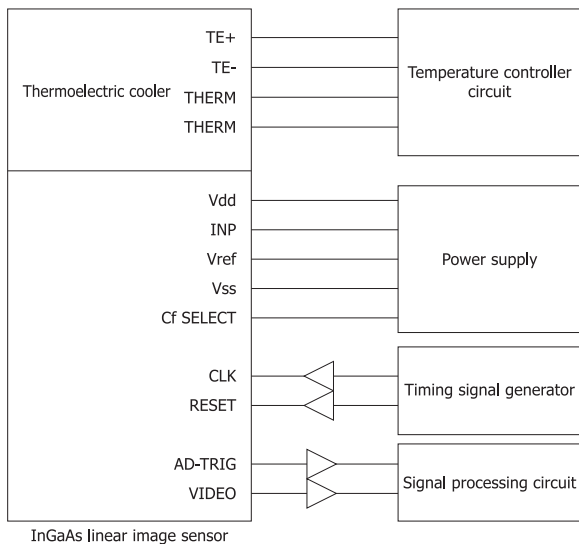 TE+
TE-
Thermoelectric cooler
THERM
THERM
Temperature controller
circuit
Vdd
INP
Vref
Vss
Cf SELECT
Power supply
CLK
RESET
Timing signal generator
AD-TRIG
VIDEO
Signal processing circuit
InGaAs linear image sensor